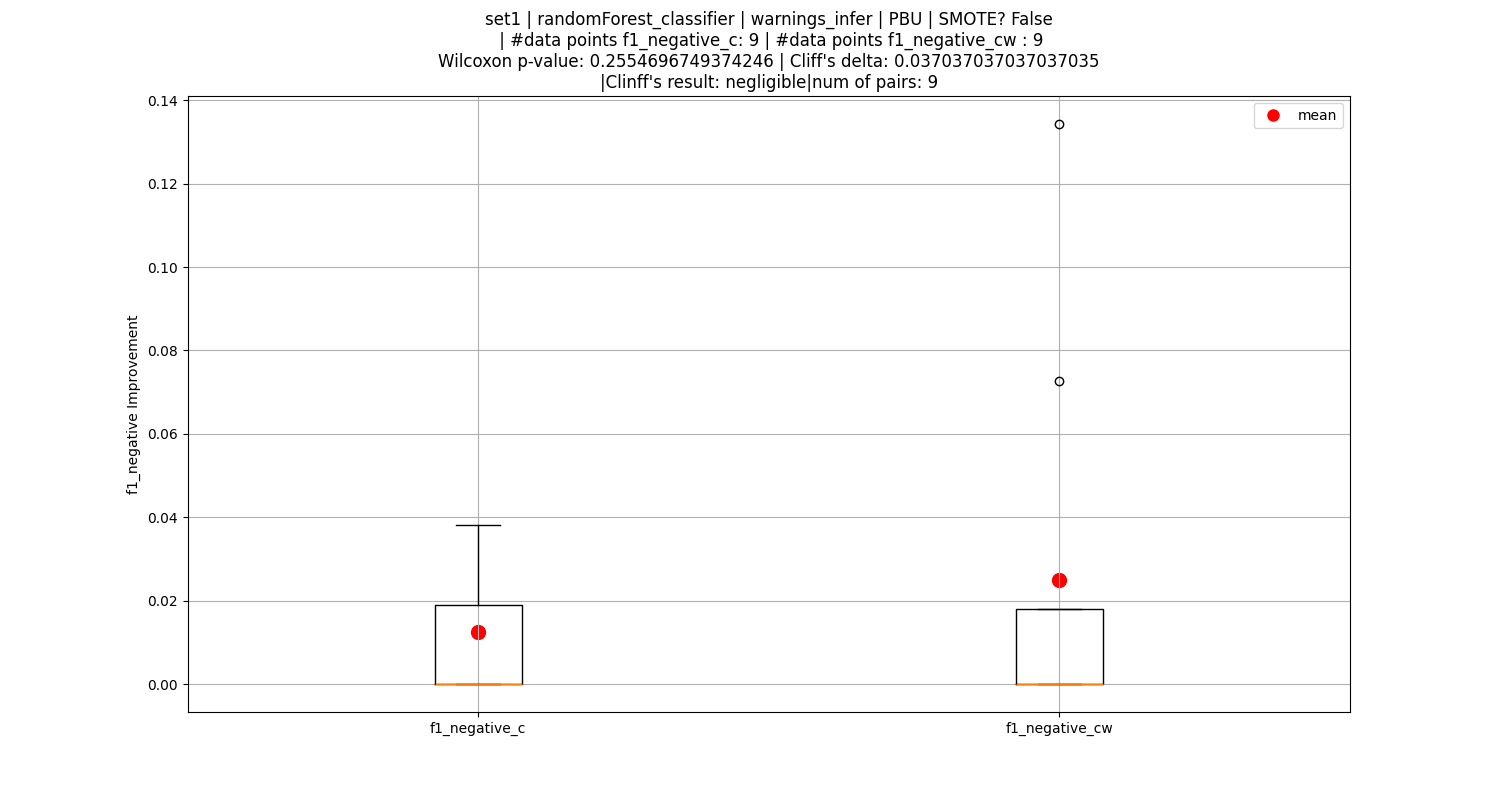 set1 | randomForest_classifier | warnings_infer | PBU | SMOTE? False
| #data points f1_negative_c: 9 | #data points f1_negative_cw : 9
Wilcoxon p-value: 0.2554696749374246 | Cliff's delta: 0.037037037037037035
|Clinff's result: negligible|num of pairs: 9
mean
0.14
0.12
0.10
0.08
0.06
0.04
0.02
0.00
f1_negative Improvement
f1_negative_c
f1_negative_cw